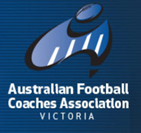 Australian Football
Coaches Association
VICTORIA